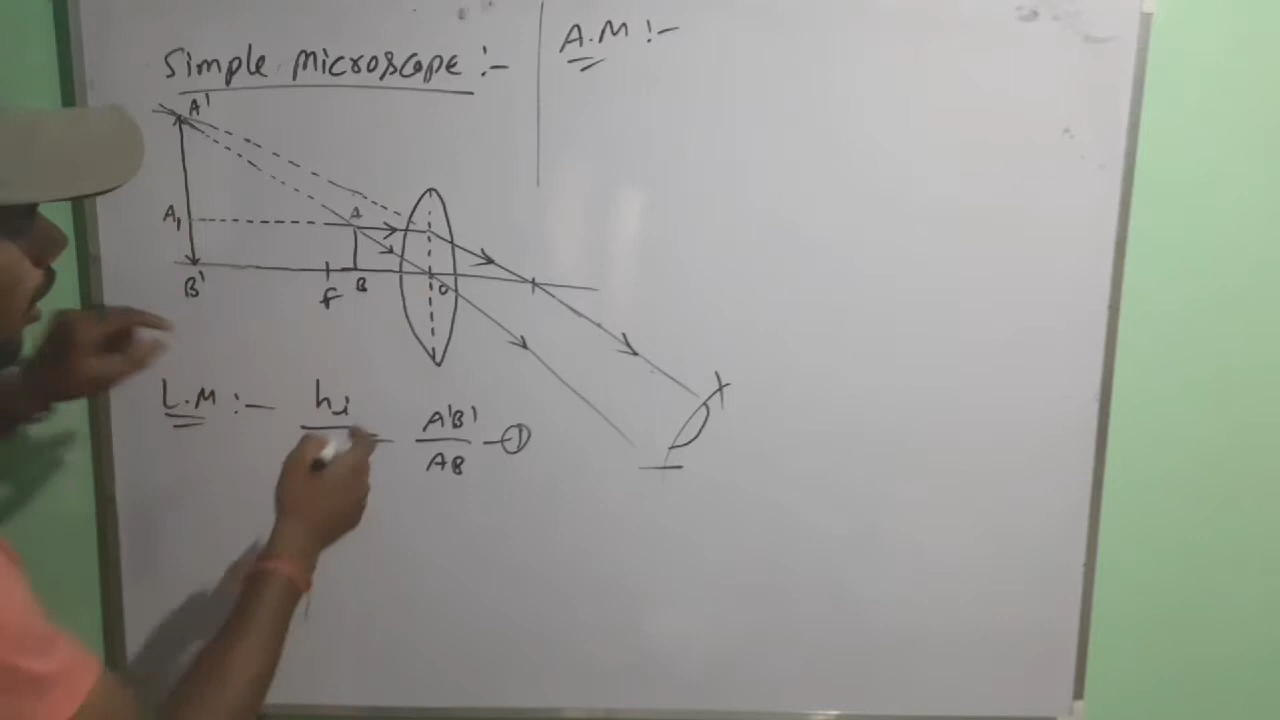 Simple Microscope :-
A.M :-
A'
A
A₁
B'
f
B
O
L.M :- hi A'B' / AB — ①